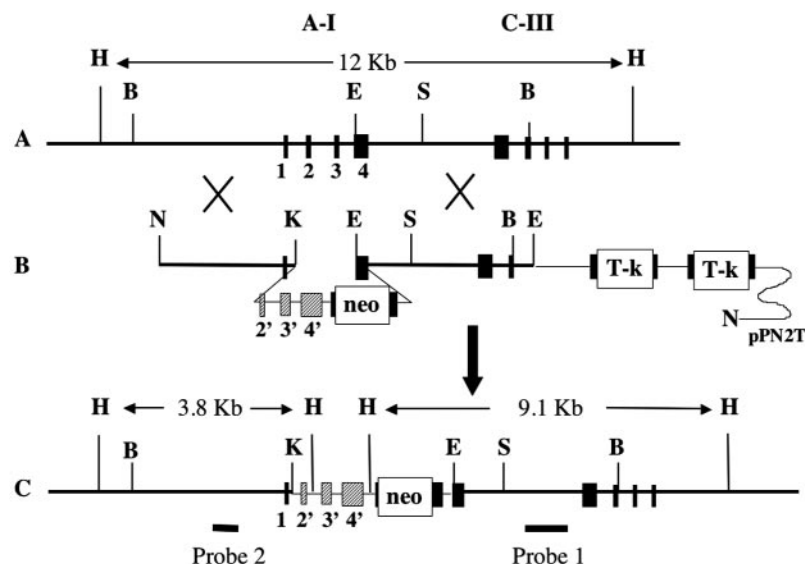 A-I C-III
H 12 Kb H
B E S B
A
1 2 3 4
N K E S B E
B
T-k T-k
neo
2' 3' 4'
N
pPN2T
H 3.8 Kb H H 9.1 Kb H
B K E S B
C
neo
1 2' 3' 4'
Probe 2 Probe 1